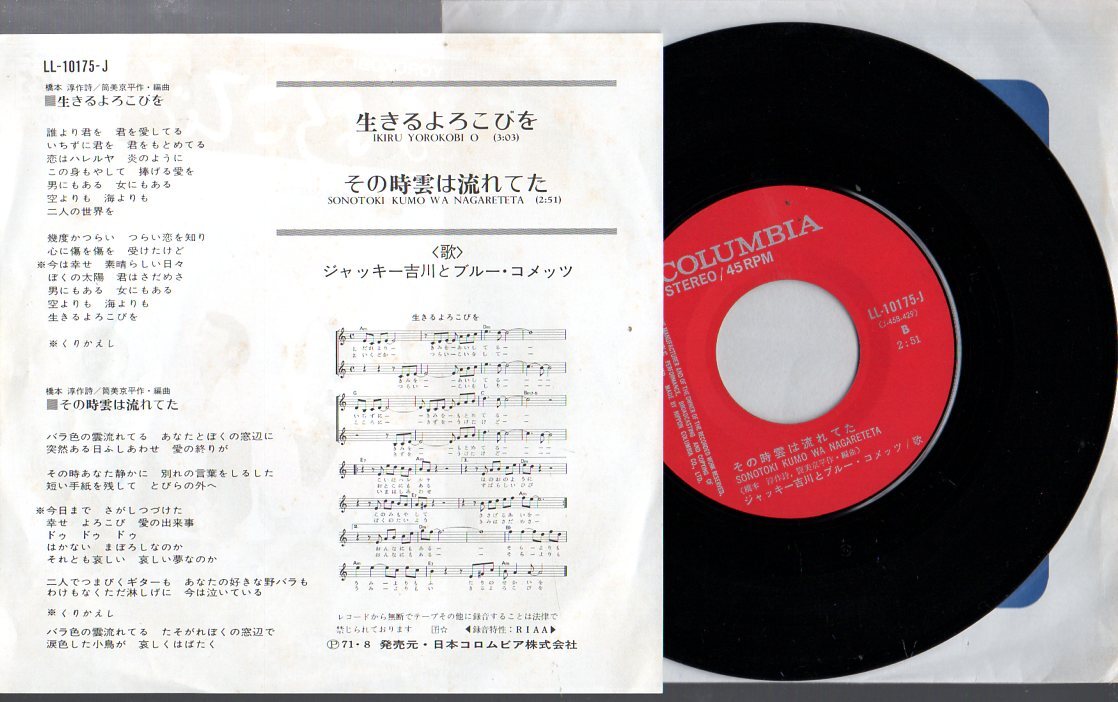 LL-10175-J
橋本 淳作詩/筒美京平作・編曲
■生きるよろこびを
誰より君を 君を愛してる
いちずに君を 君をもとめてる
恋はハレルヤ 炎のように
この身もやして 捧げる愛を
男にもある 女にもある
空よりも 海よりも
二人の世界を
幾度かつらい つらい恋を知り
心に傷を傷を 受けたけど
※今は幸せ 素晴らしい日々
ぼくの太陽 君はさだめさ
男にもある 女にもある
空よりも 海よりも
生きるよろこびを
※くりかえし
橋本 淳作詩/筒美京平作・編曲
■その時雲は流れてた
バラ色の雲流れてる あなたとぼくの窓辺に
突然ある日ふしあわせ 愛の終りが
その時あなた静かに 別れの言葉をしるした
短い手紙を残して とびらの外へ
※今日まで さがしつづけた
幸せ よろこび 愛の出来事
ドゥ ドゥ ドゥ
はかない まぼろしなのか
それとも哀しい 哀しい夢なのか
二人でつまびくギターも あなたの好きな野バラも
わけもなくただ淋しげに 今は泣いている
※くりかえし
バラ色の雲流れてる たそがれぼくの窓辺で
涙色した小鳥が 哀しくはばたく
生きるよろこびを
IKIRU YOROKOBI O (3:03)
その時雲は流れてた
SONOTOKI KUMO WA NAGARETETA (2:51)
〈歌〉
ジャッキー吉川とブルー・コメッツ
生きるよろこびを
レコードから無断でテープその他に録音することは法律で
禁じられております ◀録音特性:RIAA▶
Ⓟ71・8 発売元・日本コロムビア株式会社
COLUMBIA
STEREO/45RPM
LL-10175-J
B
2:51
その時雲は流れてた
SONOTOKI KUMO WA NAGARETETA
(橋本 淳作詩、筒美京平作・編曲)
ジャッキー吉川とブルー・コメッツ/歌